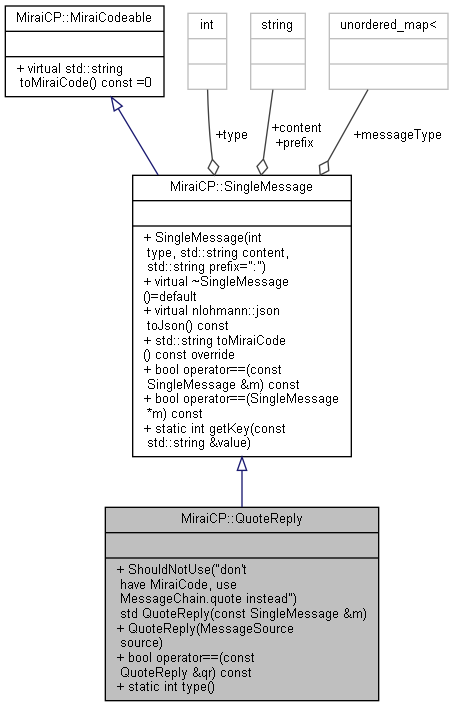 MiraiCP::MiraiCodeable
+ virtual std::string
toMiraiCode() const =0
int
string
unordered_map<
+type
+content
+prefix
+messageType
MiraiCP::SingleMessage
+ SingleMessage(int
type, std::string content,
std::string prefix=":")
+ virtual ~SingleMessage
()=default
+ virtual nlohmann::json
toJson() const
+ std::string toMiraiCode
() const override
+ bool operator==(const
SingleMessage &m) const
+ bool operator==(SingleMessage
*m) const
+ static int getKey(const
std::string &value)
MiraiCP::QuoteReply
+ ShouldNotUse("don't
have MiraiCode, use
MessageChain.quote instead")
std QuoteReply(const SingleMessage &m)
+ QuoteReply(MessageSource
source)
+ bool operator==(const
QuoteReply &qr) const
+ static int type()